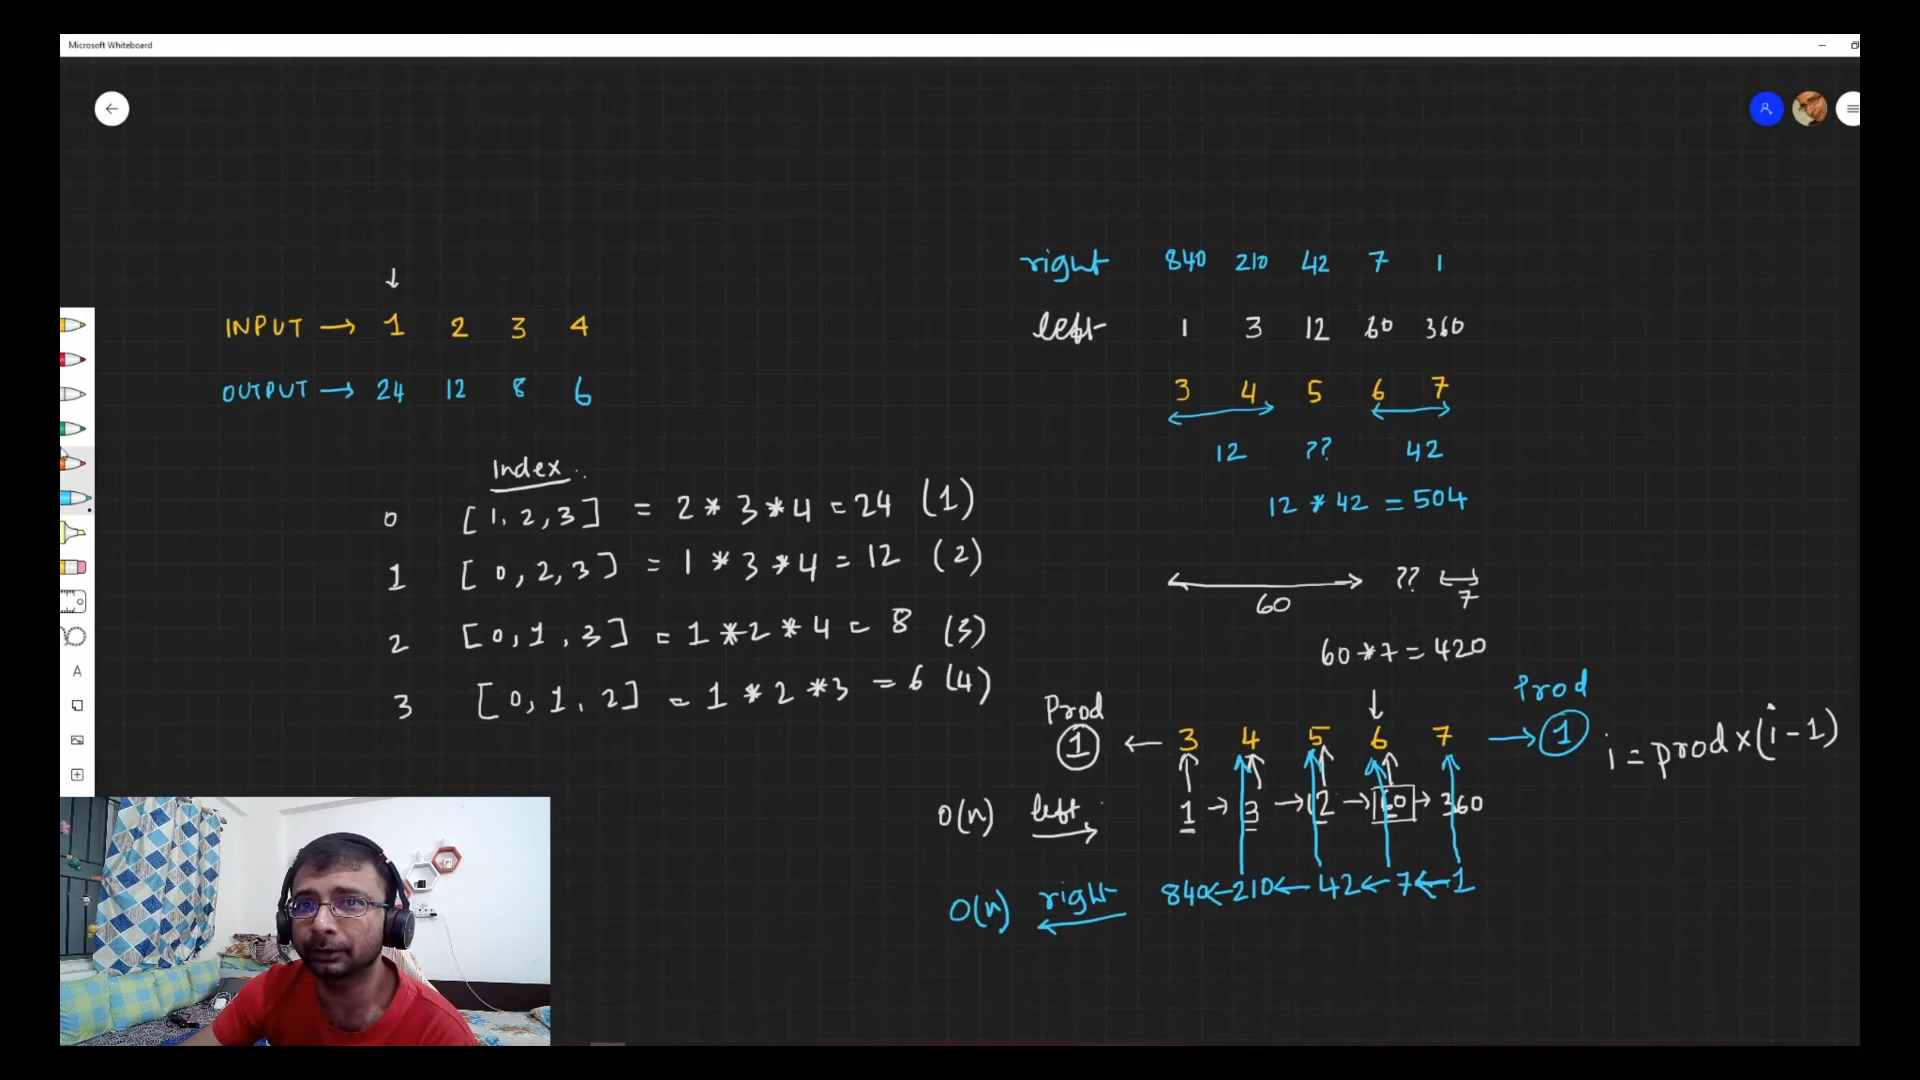 Microsoft Whiteboard
↓
INPUT → 1 2 3 4
OUTPUT → 24 12 8 6
Index
0 [1, 2, 3] = 2 * 3 * 4 = 24 (1)
1 [0, 2, 3] = 1 * 3 * 4 = 12 (2)
2 [0, 1, 3] = 1 * 2 * 4 = 8 (3)
3 [0, 1, 2] = 1 * 2 * 3 = 6 (4)
right 840 210 42 7 1
left 1 3 12 60 360
3 4 5 6 7
12 ?? 42
12 * 42 = 504
?? 
60 7
60 * 7 = 420
↓
Prod Prod
1 ← 3 4 5 6 7 → 1 i = prod x (i - 1)
O(n) left 1 → 3 → 12 → 60 → 360
O(n) right 840 ← 210 ← 42 ← 7 ← 1
A